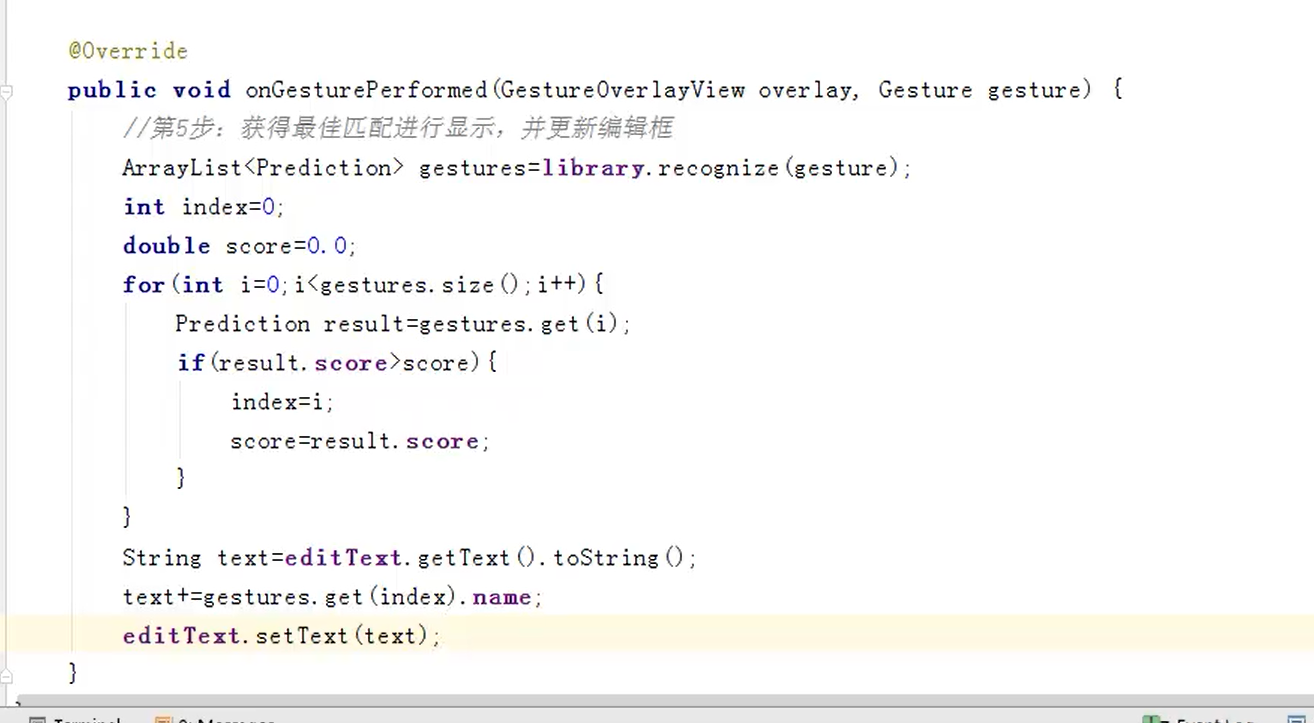 @Override
public void onGesturePerformed(GestureOverlayView overlay, Gesture gesture) {
//第5步：获得最佳匹配进行显示，并更新编辑框
ArrayList<Prediction> gestures=library.recognize(gesture);
int index=0;
double score=0.0;
for(int i=0;i<gestures.size();i++){
Prediction result=gestures.get(i);
if(result.score>score){
index=i;
score=result.score;
}
}
String text=editText.getText().toString();
text+=gestures.get(index).name;
editText.setText(text);
}